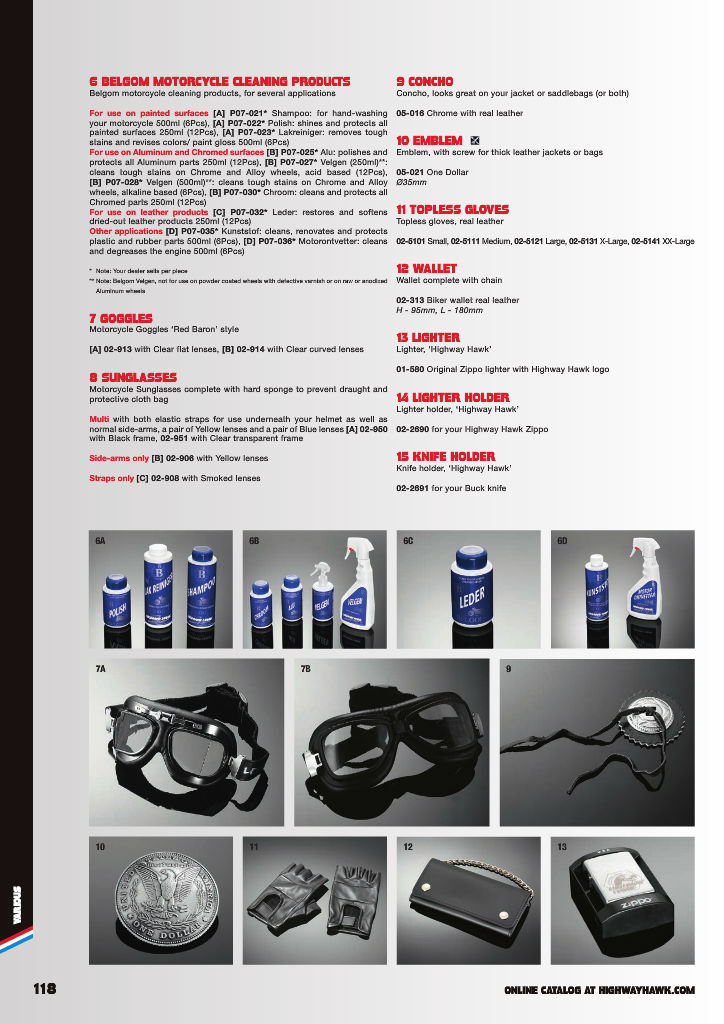 6 BELGOM MOTORCYCLE CLEANING PRODUCTS
Belgom motorcycle cleaning products, for several applications
For use on painted surfaces [A] P07-021* Shampoo: for hand-washing
your motorcycle 500ml (6Pcs), [A] P07-022* Polish: shines and protects all
painted surfaces 250ml (12Pcs), [A] P07-023* Lakreiniger: removes tough
stains and revises colors/ paint gloss 500ml (6Pcs)
For use on Aluminum and Chromed surfaces [B] P07-025* Alu: polishes and
protects all Aluminum parts 250ml (12Pcs), [B] P07-027* Velgen (250ml)**:
cleans tough stains on Chrome and Alloy wheels, acid based (12Pcs),
[B] P07-028* Velgen (500ml)**: cleans tough stains on Chrome and Alloy
wheels, alkaline based (6Pcs), [B] P07-030* Chroom: cleans and protects all
Chromed parts 250ml (12Pcs)
For use on leather products [C] P07-032* Leder: restores and softens
dried-out leather products 250ml (12Pcs)
Other applications [D] P07-035* Kunststof: cleans, renovates and protects
plastic and rubber parts 500ml (6Pcs), [D] P07-036* Motorontvetter: cleans
and degreases the engine 500ml (6Pcs)
* Note: Your dealer sells per piece
** Note: Belgom Velgen, not for use on powder coated wheels with defective varnish or on raw or anodised
Aluminum wheels
7 GOGGLES
Motorcycle Goggles ‘Red Baron’ style
[A] 02-913 with Clear flat lenses, [B] 02-914 with Clear curved lenses
8 SUNGLASSES
Motorcycle Sunglasses complete with hard sponge to prevent draught and
protective cloth bag
Multi with both elastic straps for use underneath your helmet as well as
normal side-arms, a pair of Yellow lenses and a pair of Blue lenses [A] 02-950
with Black frame, 02-951 with Clear transparent frame
Side-arms only [B] 02-906 with Yellow lenses
Straps only [C] 02-908 with Smoked lenses
9 CONCHO
Concho, looks great on your jacket or saddlebags (or both)
05-016 Chrome with real leather
10 EMBLEM
Emblem, with screw for thick leather jackets or bags
05-021 One Dollar
Ø35mm
11 TOPLESS GLOVES
Topless gloves, real leather
02-5101 Small, 02-5111 Medium, 02-5121 Large, 02-5131 X-Large, 02-5141 XX-Large
12 WALLET
Wallet complete with chain
02-313 Biker wallet real leather
H - 95mm, L - 180mm
13 LIGHTER
Lighter, ‘Highway Hawk’
01-580 Original Zippo lighter with Highway Hawk logo
14 LIGHTER HOLDER
Lighter holder, ‘Highway Hawk’
02-2690 for your Highway Hawk Zippo
15 KNIFE HOLDER
Knife holder, ‘Highway Hawk’
02-2691 for your Buck knife
6A
POLISH
LAK REINIGER
SHAMPOO
6B
CHROOM
ALU
VELGEN
VELGEN
6C
LEDER
6D
7A
7B
9
10
ONE DOLLAR
11
12
13
zippo
VARIOUS
118
ONLINE CATALOG AT HIGHWAYHAWK.COM